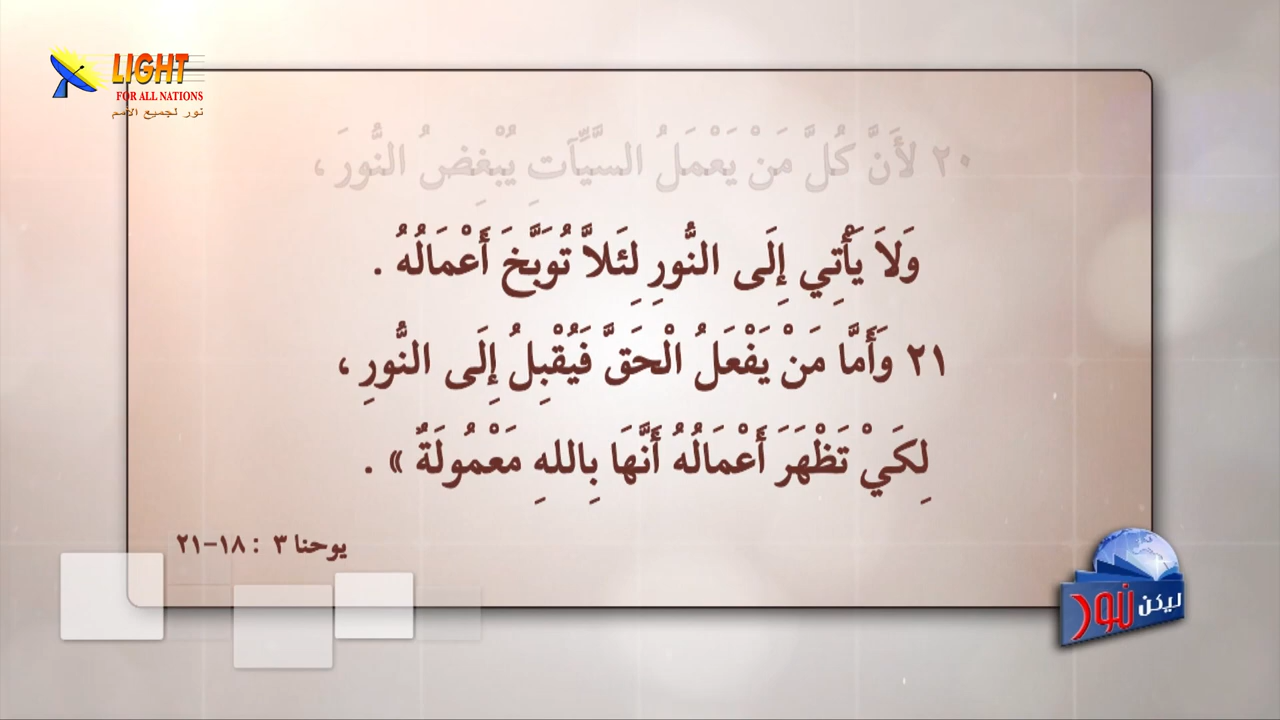 LIGHT
FOR ALL NATIONS
نور لجميع الأمم
٢٠ لأَنَّ كُلَّ مَنْ يَعْمَلُ السَّيِّآتِ يُبْغِضُ النُّورَ ،
وَلاَ يَأْتِي إِلَى النُّورِ لِئَلاَّ تُوَبَّخَ أَعْمَالُهُ .
٢١ وَأَمَّا مَنْ يَفْعَلُ الْحَقَّ فَيُقْبِلُ إِلَى النُّورِ ،
لِكَيْ تَظْهَرَ أَعْمَالُهُ أَنَّهَا بِاللهِ مَعْمُولَةٌ » .
يوحنا ٣ : ١٨-٢١
ليكن نور